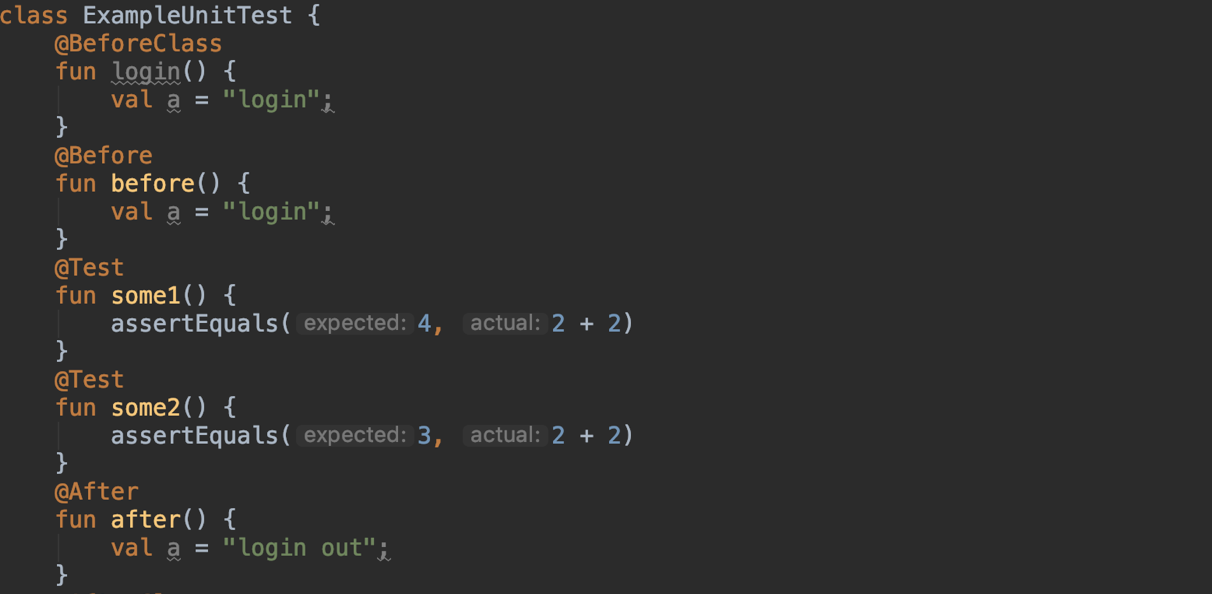 class ExampleUnitTest {
@BeforeClass
fun login() {
val a = "login";
}
@Before
fun before() {
val a = "login";
}
@Test
fun some1() {
assertEquals( expected: 4, actual: 2 + 2)
}
@Test
fun some2() {
assertEquals( expected: 3, actual: 2 + 2)
}
@After
fun after() {
val a = "login out";
}